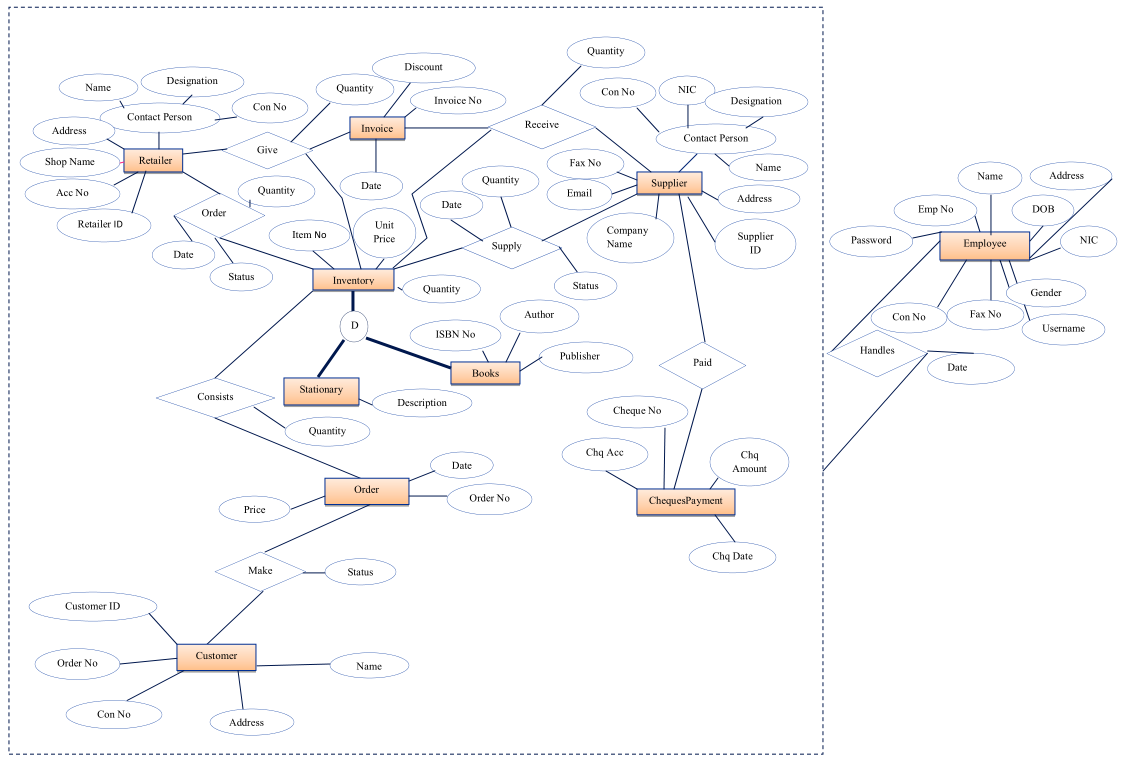 Quantity
Discount
Designation
Name
Quantity
Con No
NIC
Invoice No
Designation
Con No
Contact Person
Address
Invoice
Receive
Contact Person
Give
Shop Name
Retailer
Fax No
Name
Acc No
Date
Quantity
Supplier
Email
Quantity
Address
Retailer ID
Order
Date
Item No
Unit
Price
Company
Name
Supplier
ID
Supply
Date
Status
Inventory
Quantity
Status
D
Author
ISBN No
Publisher
Books
Paid
Stationary
Consists
Description
Quantity
Cheque No
Chq Acc
Chq
Amount
Date
Order
Order No
Price
ChequesPayment
Chq Date
Make
Status
Customer ID
Customer
Order No
Name
Con No
Address
Name
Address
Emp No
DOB
Password
Employee
NIC
Gender
Con No
Fax No
Username
Handles
Date